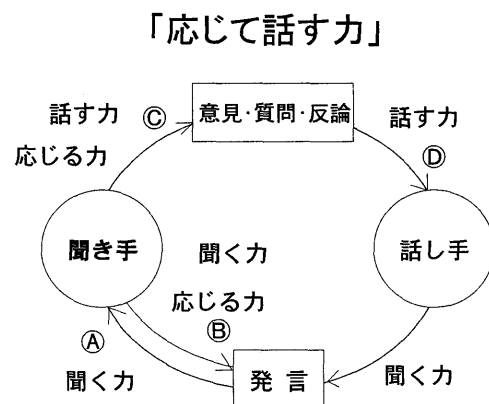 「応じて話す力」
話す力 Ⓒ 意見・質問・反論 話す力
応じる力 Ⓓ
聞き手 聞く力 話し手
応じる力
Ⓐ Ⓑ
聞く力 発言 聞く力